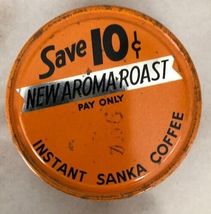 Save 10¢
NEW AROMA-ROAST
PAY ONLY
INSTANT SANKA COFFEE